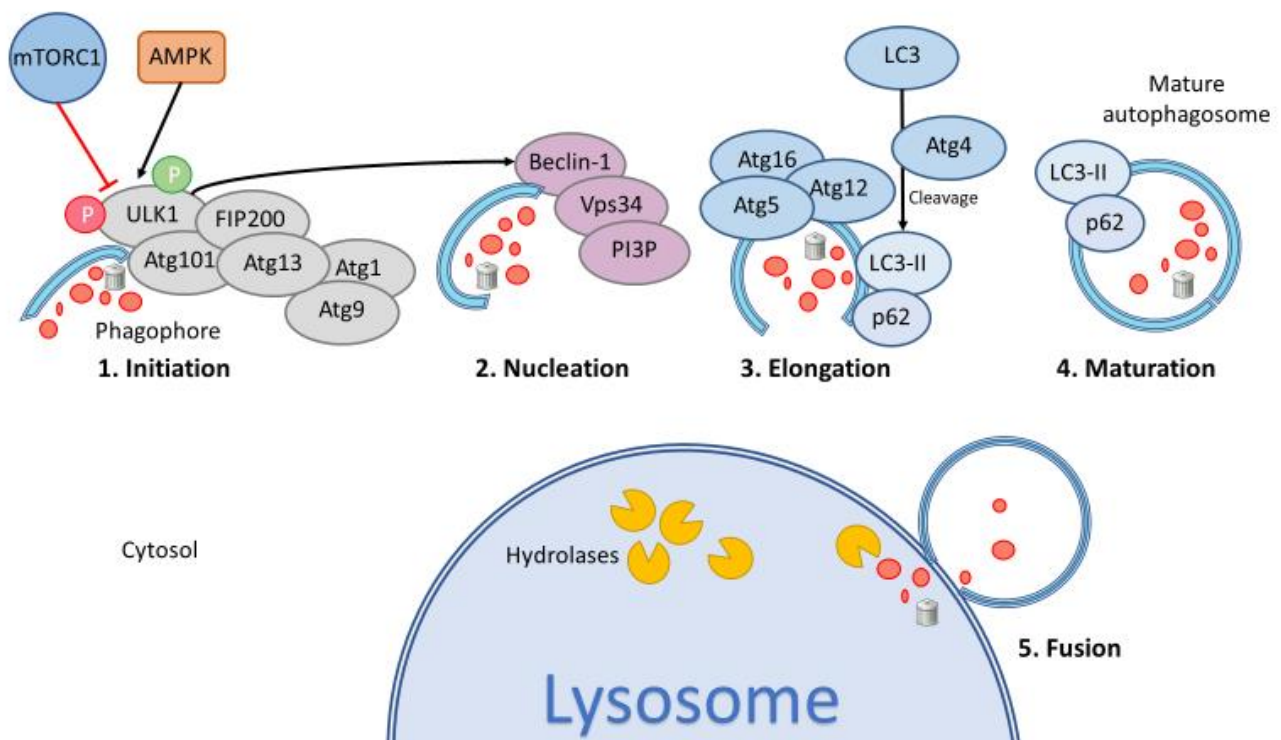 mTORC1
AMPK
P
P
ULK1
FIP200
Atg101
Atg13
Atg1
Atg9
Phagophore
1. Initiation
Beclin-1
Vps34
PI3P
2. Nucleation
LC3
Atg4
Cleavage
Atg16
Atg12
Atg5
LC3-II
p62
3. Elongation
Mature
autophagosome
LC3-II
p62
4. Maturation
Cytosol
Hydrolases
5. Fusion
Lysosome